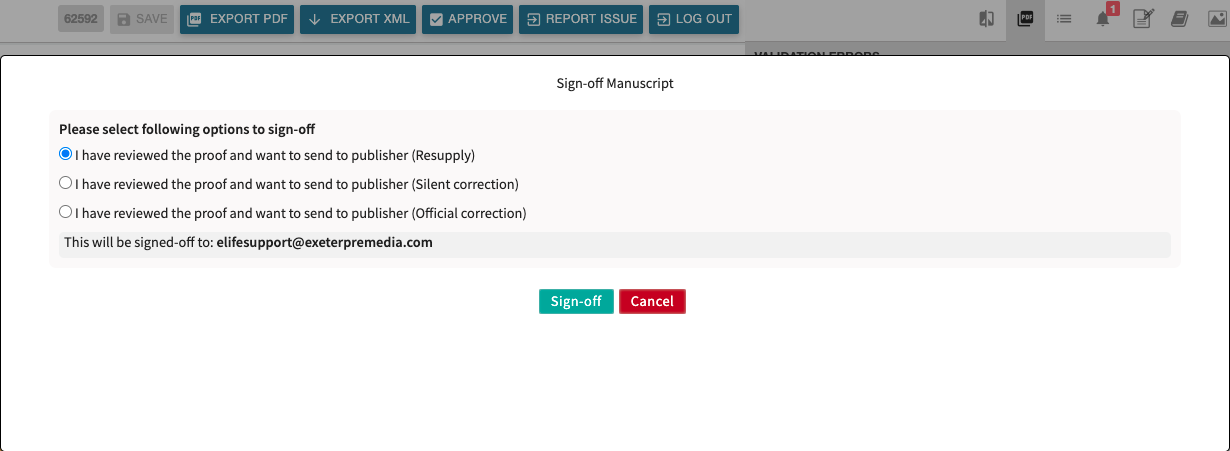 62592 SAVE EXPORT PDF EXPORT XML APPROVE REPORT ISSUE LOG OUT PDF 1
VALIDATION ERRORS
Sign-off Manuscript
Please select following options to sign-off
I have reviewed the proof and want to send to publisher (Resupply)
I have reviewed the proof and want to send to publisher (Silent correction)
I have reviewed the proof and want to send to publisher (Official correction)
This will be signed-off to: elifesupport@exeterpremedia.com
Sign-off Cancel